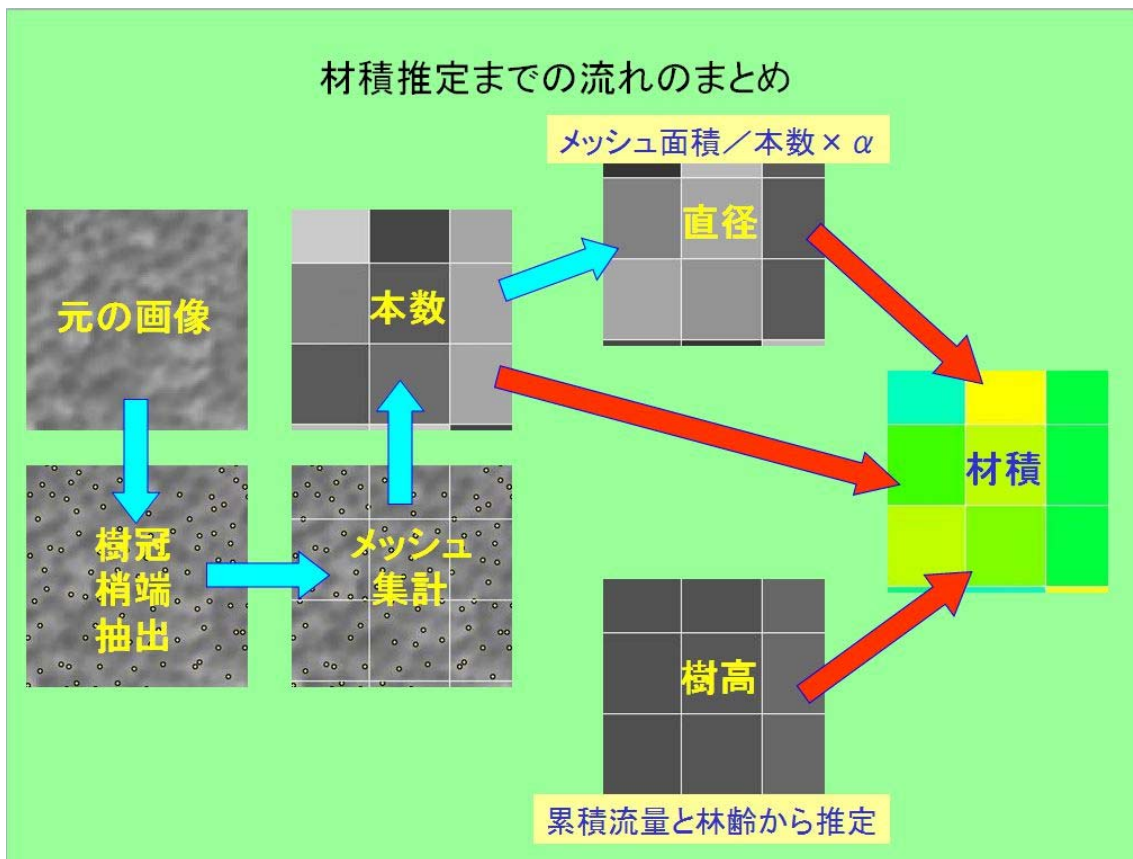 材積推定までの流れのまとめ
メッシュ面積／本数×α
元の画像
本数
直径
樹冠
梢端
抽出
メッシュ
集計
樹高
材積
累積流量と林齢から推定